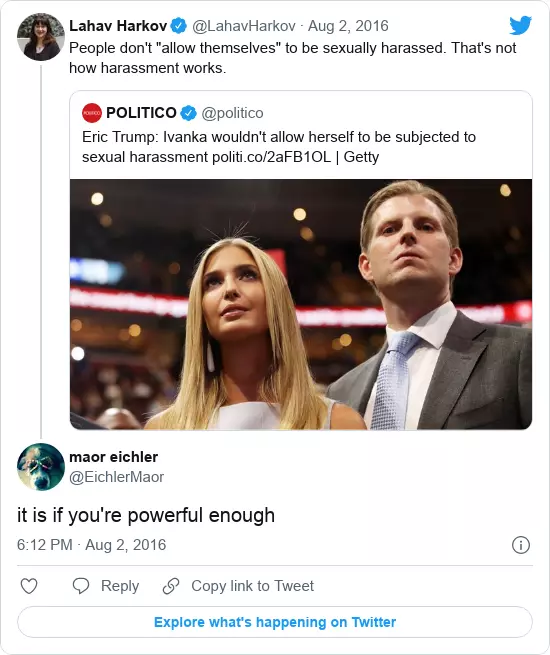 Lahav Harkov @LahavHarkov · Aug 2, 2016
People don't "allow themselves" to be sexually harassed. That's not
how harassment works.
POLITICO POLITICO @politico
Eric Trump: Ivanka wouldn't allow herself to be subjected to
sexual harassment politi.co/2aFB1OL | Getty
maor eichler
@EichlerMaor
it is if you're powerful enough
6:12 PM · Aug 2, 2016
Reply Copy link to Tweet
Explore what's happening on Twitter